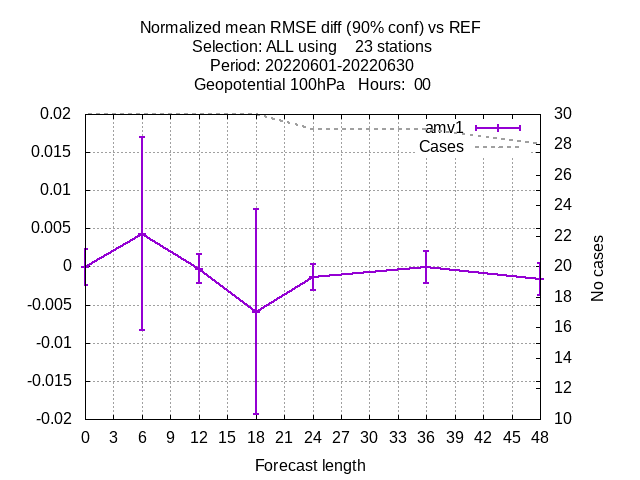 Normalized mean RMSE diff (90% conf) vs REF
Selection: ALL using 23 stations
Period: 20220601-20220630
Geopotential 100hPa Hours: 00
0.02
0.015
0.01
0.005
0
-0.005
-0.01
-0.015
-0.02
amv1
Cases
30
28
26
24
22
20
18
16
14
12
10
No cases
0 3 6 9 12 15 18 21 24 27 30 33 36 39 42 45 48
Forecast length